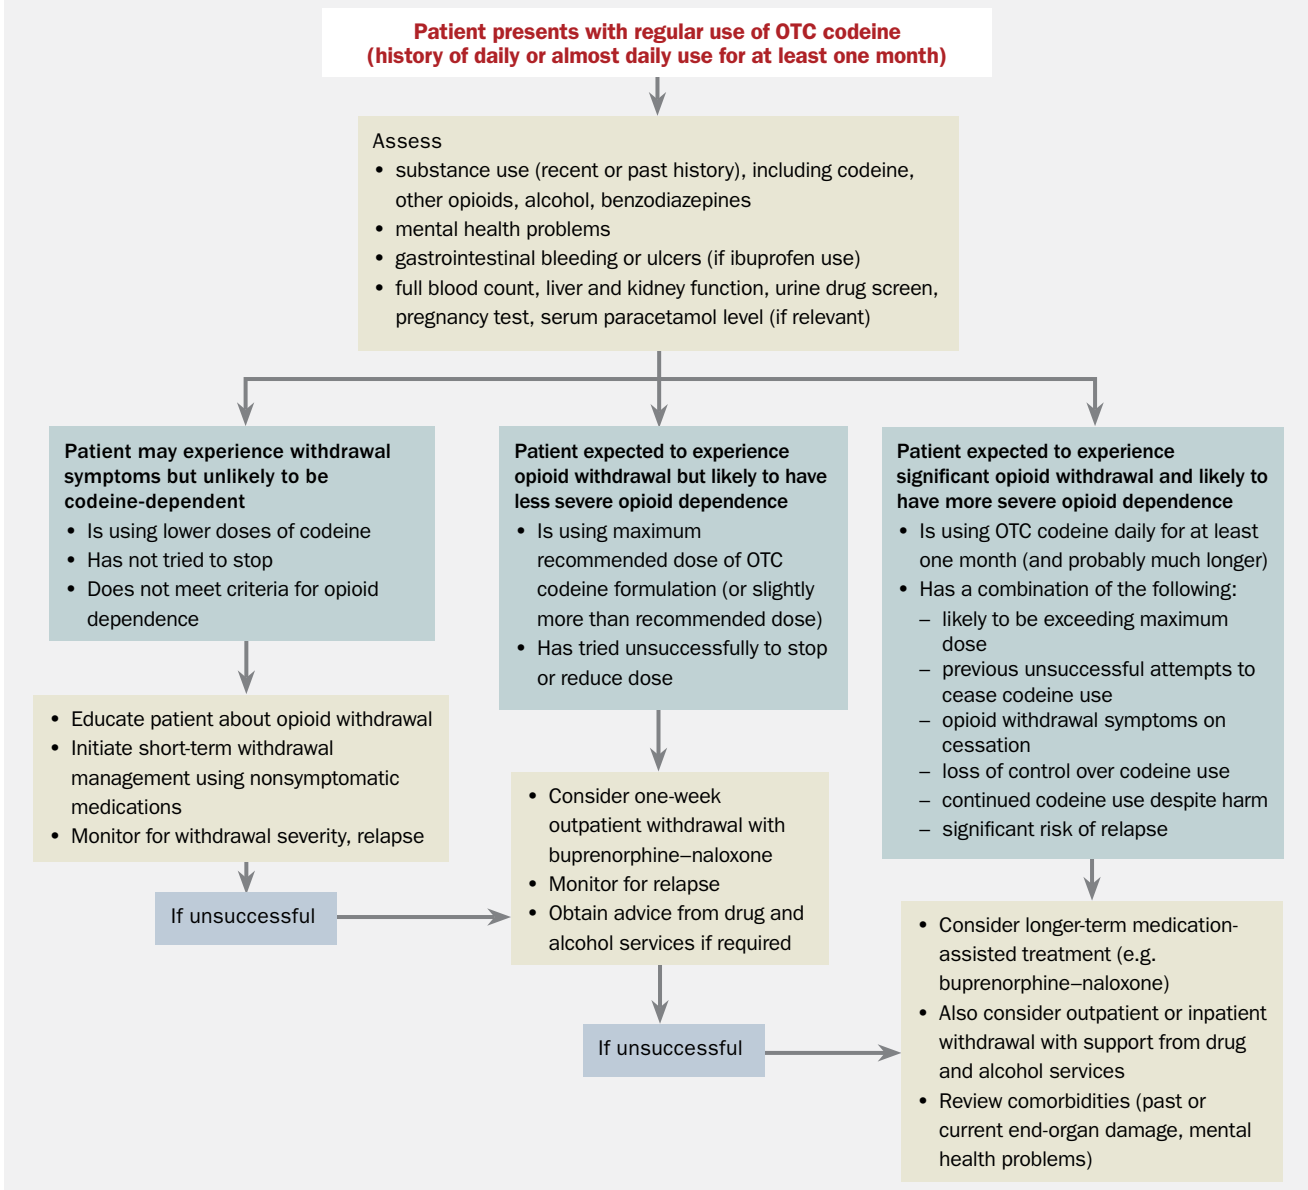 Patient presents with regular use of OTC codeine
(history of daily or almost daily use for at least one month)
Assess
• substance use (recent or past history), including codeine,
other opioids, alcohol, benzodiazepines
• mental health problems
• gastrointestinal bleeding or ulcers (if ibuprofen use)
• full blood count, liver and kidney function, urine drug screen,
pregnancy test, serum paracetamol level (if relevant)
Patient may experience withdrawal
symptoms but unlikely to be
codeine-dependent
• Is using lower doses of codeine
• Has not tried to stop
• Does not meet criteria for opioid
dependence
• Educate patient about opioid withdrawal
• Initiate short-term withdrawal
management using nonsymptomatic
medications
• Monitor for withdrawal severity, relapse
If unsuccessful
Patient expected to experience
opioid withdrawal but likely to have
less severe opioid dependence
• Is using maximum
recommended dose of OTC
codeine formulation (or slightly
more than recommended dose)
• Has tried unsuccessfully to stop
or reduce dose
• Consider one-week
outpatient withdrawal with
buprenorphine–naloxone
• Monitor for relapse
• Obtain advice from drug and
alcohol services if required
If unsuccessful
Patient expected to experience
significant opioid withdrawal and likely to
have more severe opioid dependence
• Is using OTC codeine daily for at least
one month (and probably much longer)
• Has a combination of the following:
– likely to be exceeding maximum
dose
– previous unsuccessful attempts to
cease codeine use
– opioid withdrawal symptoms on
cessation
– loss of control over codeine use
– continued codeine use despite harm
– significant risk of relapse
• Consider longer-term medication-
assisted treatment (e.g.
buprenorphine–naloxone)
• Also consider outpatient or inpatient
withdrawal with support from drug
and alcohol services
• Review comorbidities (past or
current end-organ damage, mental
health problems)